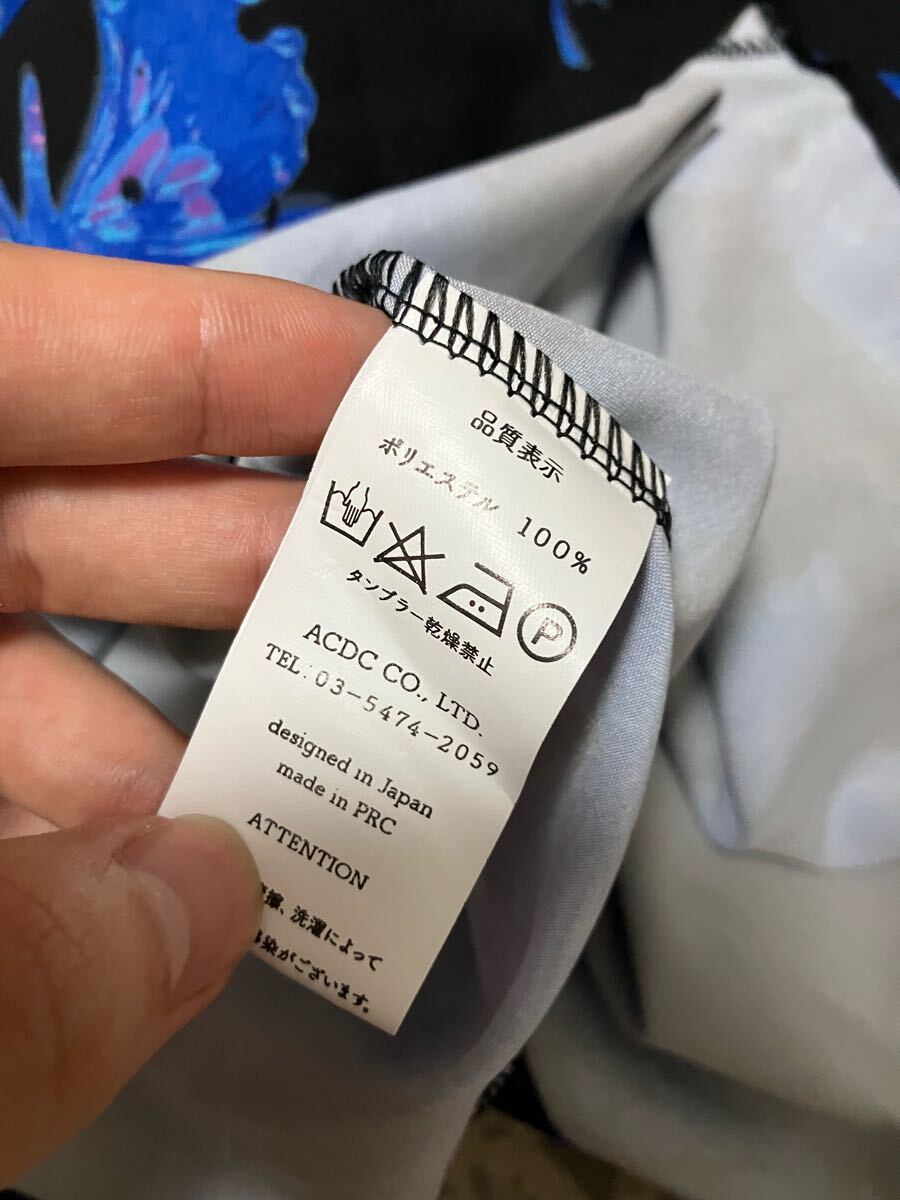 品質表示
ポリエステル 100%
P
タンブラー乾燥禁止
ACDC CO., LTD.
TEL:03-5474-2059
designed in Japan
made in PRC
ATTENTION
擦、洗濯によって
染がございます。